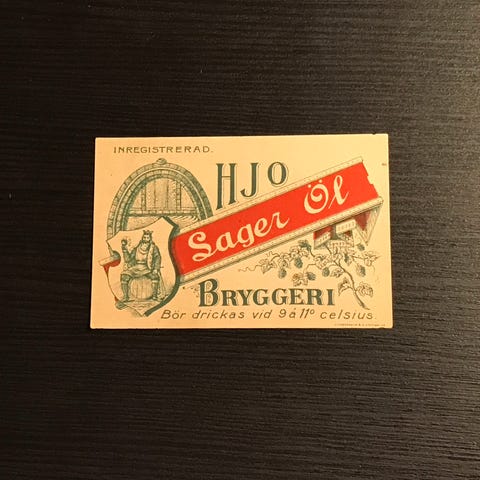 INREGISTRERAD.
HJO
Sager Öl
BRYGGERI
Bör drickas vid 9 á 11° celsius.